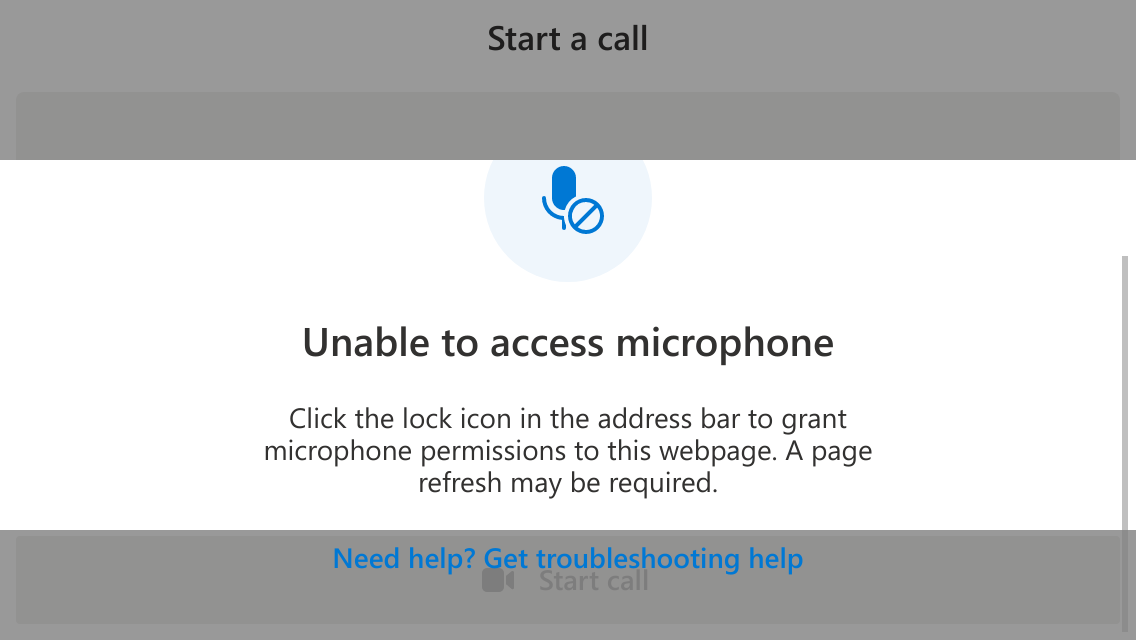 Start a call
Unable to access microphone
Click the lock icon in the address bar to grant
microphone permissions to this webpage. A page
refresh may be required.
Need help? Get troubleshooting help
Start call